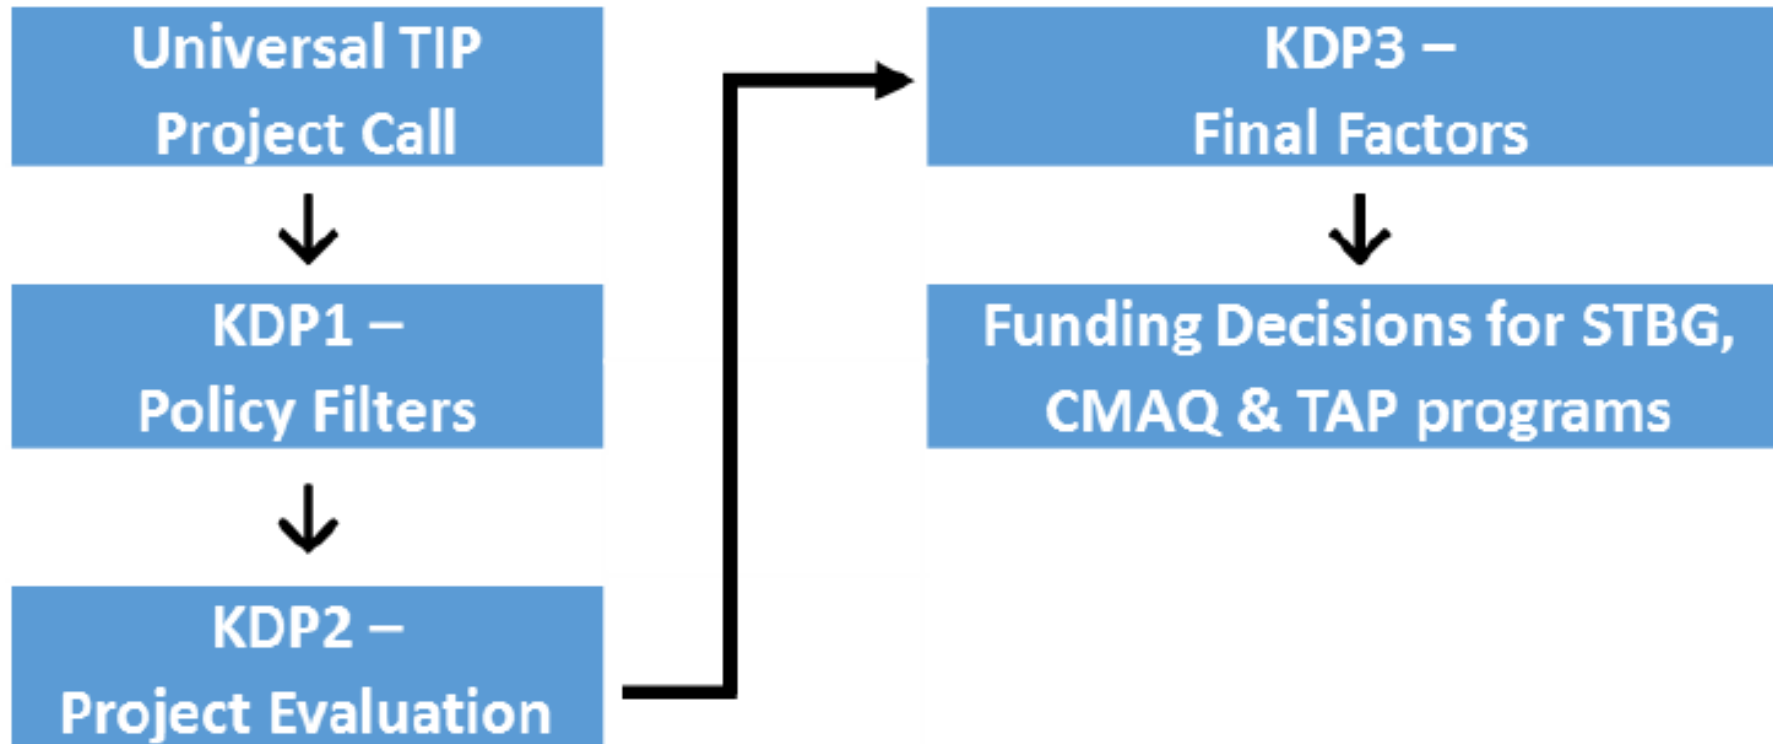 Universal TIP
Project Call
KDP1 –
Policy Filters
KDP2 –
Project Evaluation
KDP3 –
Final Factors
Funding Decisions for STBG,
CMAQ & TAP programs